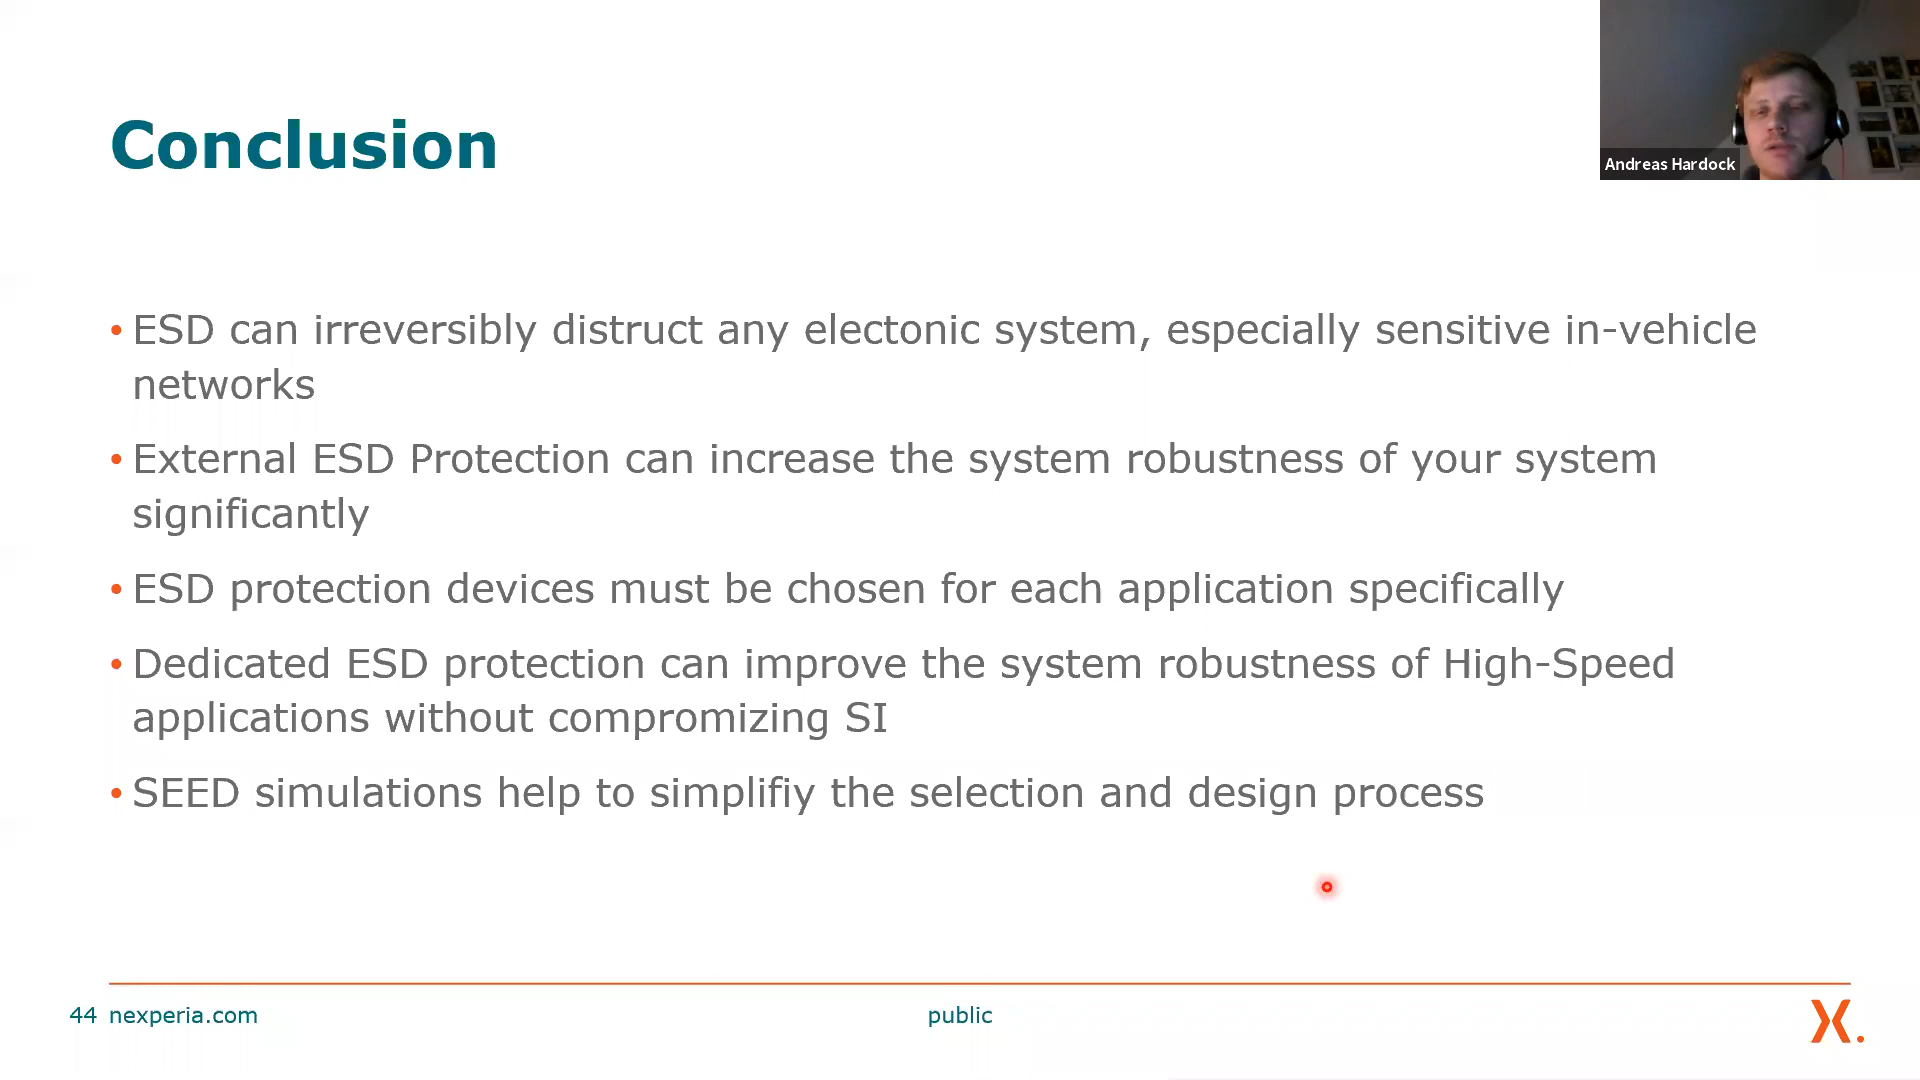 Conclusion
Andreas Hardock
• ESD can irreversibly distruct any electonic system, especially sensitive in-vehicle
networks
• External ESD Protection can increase the system robustness of your system
significantly
• ESD protection devices must be chosen for each application specifically
• Dedicated ESD protection can improve the system robustness of High-Speed
applications without compromizing SI
• SEED simulations help to simplifiy the selection and design process
44 nexperia.com
public